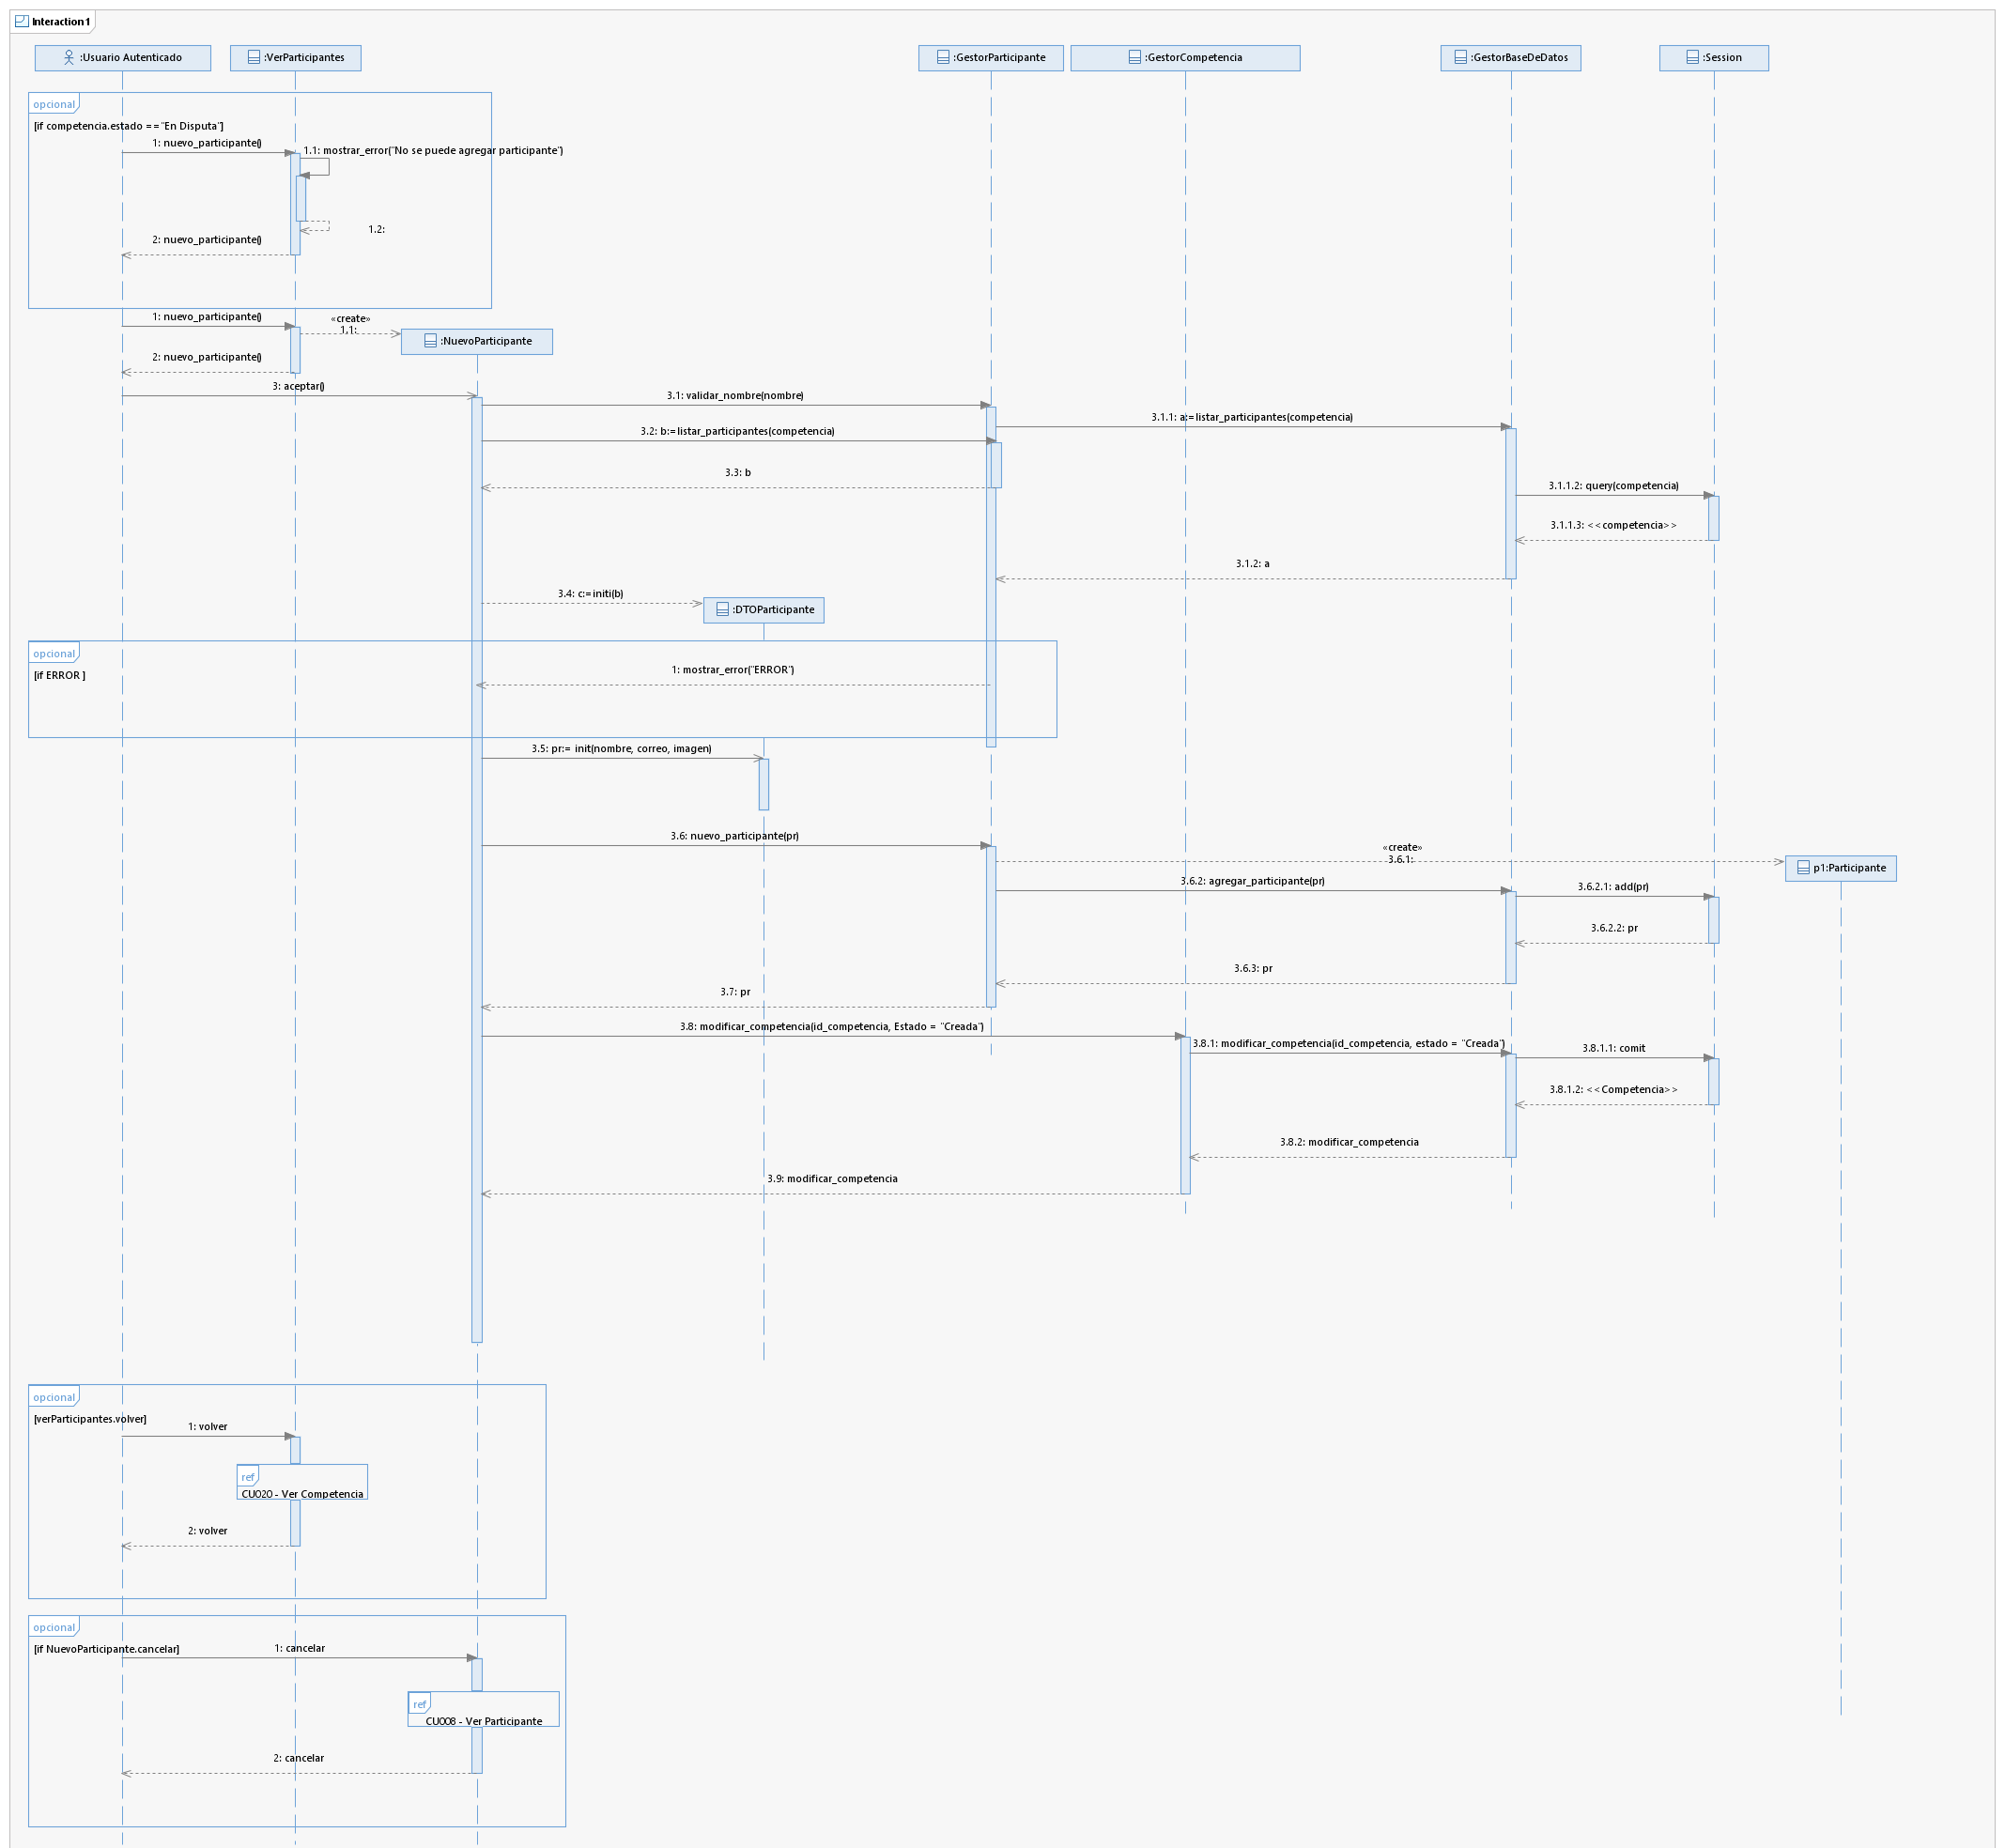 Interaction1
:Usuario Autenticado
:VerParticipantes
:GestorParticipante
:GestorCompetencia
:GestorBaseDeDatos
:Session
opcional
[if competencia.estado =="En Disputa"]
1: nuevo_participante()
1.1: mostrar_error("No se puede agregar participante")
1.2:
2: nuevo_participante()
1: nuevo_participante()
«create»
1.1:
:NuevoParticipante
2: nuevo_participante()
3: aceptar()
3.1: validar_nombre(nombre)
3.1.1: a:=listar_participantes(competencia)
3.2: b:=listar_participantes(competencia)
3.3: b
3.1.1.2: query(competencia)
3.1.1.3: <<competencia>>
3.1.2: a
3.4: c:=initi(b)
:DTOParticipante
opcional
[if ERROR ]
1: mostrar_error("ERROR")
3.5: pr:= init(nombre, correo, imagen)
3.6: nuevo_participante(pr)
«create»
3.6.1:
p1:Participante
3.6.2: agregar_participante(pr)
3.6.2.1: add(pr)
3.6.2.2: pr
3.6.3: pr
3.7: pr
3.8: modificar_competencia(id_competencia, Estado = "Creada")
3.8.1: modificar_competencia(id_competencia, estado = "Creada")
3.8.1.1: comit
3.8.1.2: <<Competencia>>
3.8.2: modificar_competencia
3.9: modificar_competencia
opcional
[verParticipantes.volver]
1: volver
ref
CU020 - Ver Competencia
2: volver
opcional
[if NuevoParticipante.cancelar]
1: cancelar
ref
CU008 - Ver Participante
2: cancelar